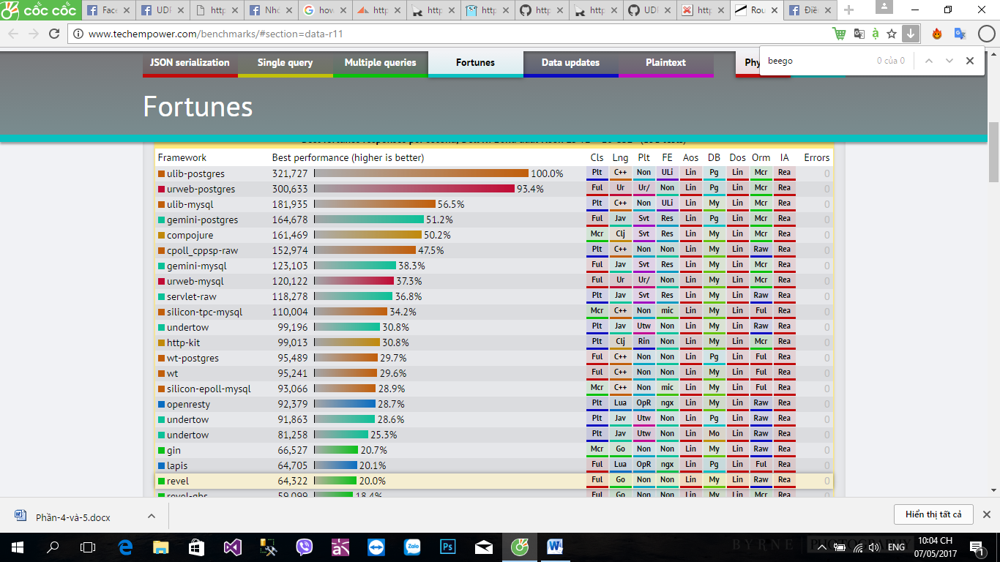 cốc cốc Face UDI http Nhó how http http http http http UDI http Rou Điề
www.techempower.com/benchmarks/#section=data-r11
beego 0 của 0
JSON serialization Single query Multiple queries Fortunes Data updates Plaintext Phy
Fortunes
Framework Best performance (higher is better) Cls Lng Plt FE Aos DB Dos Orm IA Errors
ulib-postgres 321,727 100.0% Plt C++ Non ULi Lin Pg Lin Mcr Rea 0
urweb-postgres 300,633 93.4% Ful Ur Ur/ Non Lin Pg Lin Mcr Rea 0
ulib-mysql 181,935 56.5% Plt C++ Non ULi Lin My Lin Mcr Rea 0
gemini-postgres 164,678 51.2% Ful Jav Svt Res Lin Pg Lin Mcr Rea 0
compojure 161,469 50.2% Mcr Clj Svt Res Lin My Lin Mcr Rea 0
cpoll_cppsp-raw 152,974 47.5% Plt C++ Non Non Lin My Lin Raw Rea 0
gemini-mysql 123,103 38.3% Ful Jav Svt Res Lin My Lin Mcr Rea 0
urweb-mysql 120,122 37.3% Ful Ur Ur/ Non Lin My Lin Mcr Rea 0
servlet-raw 118,278 36.8% Plt Jav Svt Res Lin My Lin Raw Rea 0
silicon-tpc-mysql 110,004 34.2% Mcr C++ Non mic Lin My Lin Ful Rea 0
undertow 99,196 30.8% Plt Jav Utw Non Lin My Lin Raw Rea 0
http-kit 99,013 30.8% Plt Clj Rin Non Lin My Lin Mcr Rea 0
wt-postgres 95,489 29.7% Ful C++ Non Non Lin Pg Lin Ful Rea 0
wt 95,241 29.6% Ful C++ Non Non Lin My Lin Ful Rea 0
silicon-epoll-mysql 93,066 28.9% Mcr C++ Non mic Lin My Lin Ful Rea 0
openresty 92,379 28.7% Plt Lua OpR ngx Lin My Lin Raw Rea 0
undertow 91,863 28.6% Plt Jav Utw Non Lin Pg Lin Raw Rea 0
undertow 81,258 25.3% Plt Jav Utw Non Lin Mo Lin Raw Rea 0
gin 66,527 20.7% Mcr Go Non Non Lin My Lin Raw Rea 0
lapis 64,705 20.1% Ful Lua OpR ngx Lin Pg Lin Ful Rea 0
revel 64,322 20.0% Ful Go Non Non Lin My Lin Raw Rea 0
Phần-4-và-5.docx Hiển thị tất cả
BYRNE PHOTOGRAPHY
ENG 10:04 CH
07/05/2017